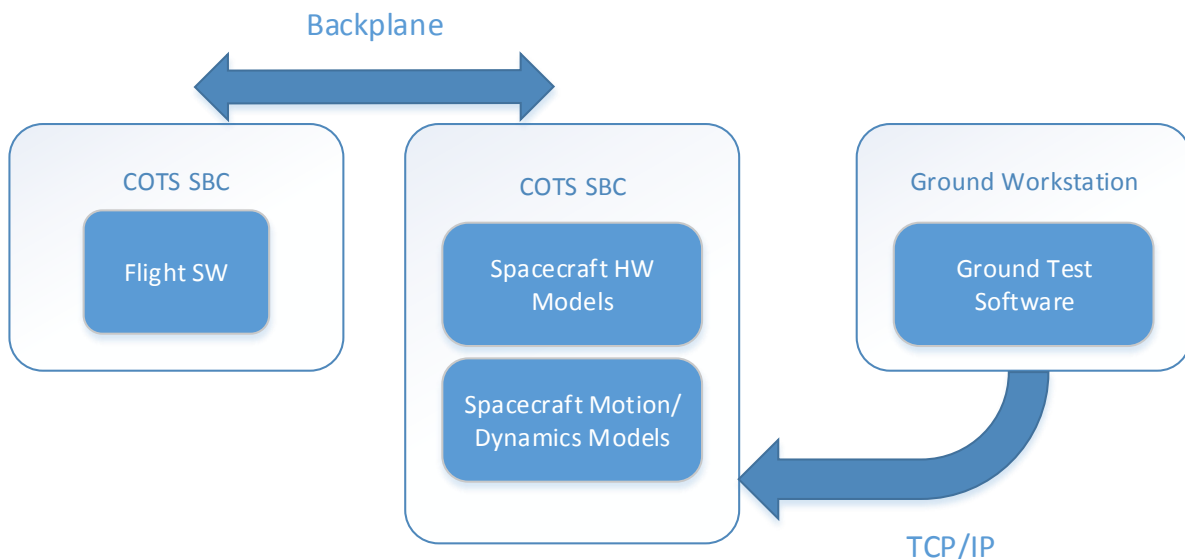 Backplane
COTS SBC
Flight SW
COTS SBC
Spacecraft HW
Models
Spacecraft Motion/
Dynamics Models
Ground Workstation
Ground Test
Software
TCP/IP